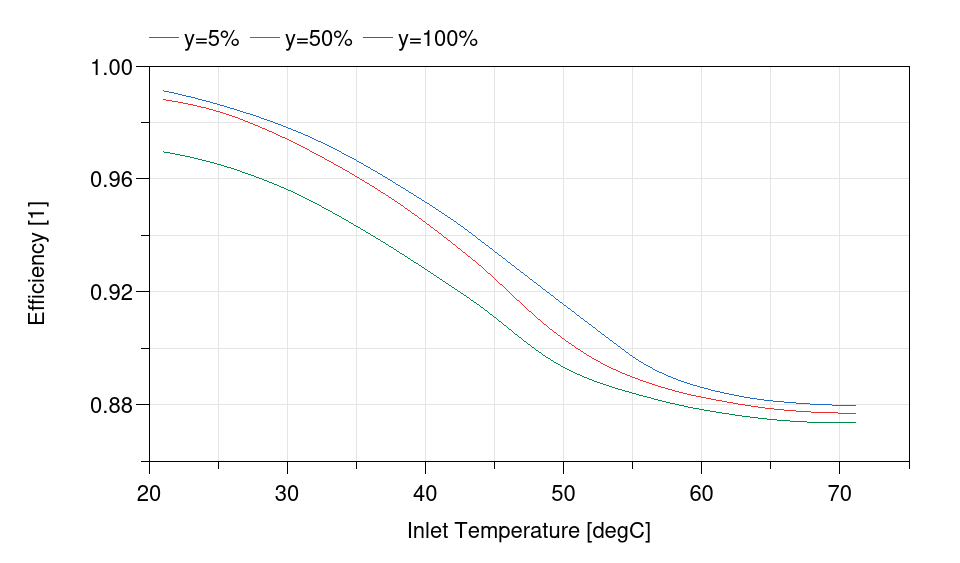 y=5% y=50% y=100%
1.00
0.96
0.92
0.88
Efficiency [1]
20 30 40 50 60 70
Inlet Temperature [degC]